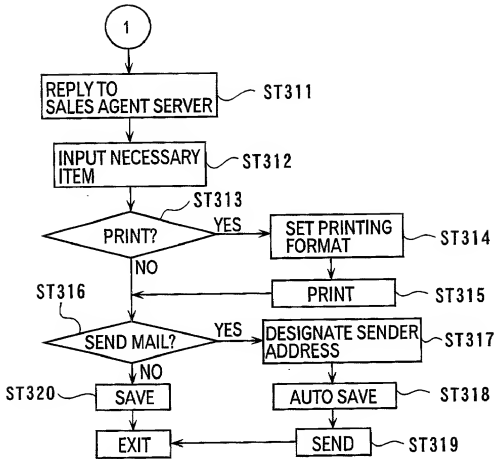 1
REPLY TO
SALES AGENT SERVER
ST311
INPUT NECESSARY
ITEM
ST312
ST313
PRINT?
YES
SET PRINTING
FORMAT
ST314
NO
PRINT
ST315
ST316
SEND MAIL?
YES
DESIGNATE SENDER
ADDRESS
ST317
NO
ST320
SAVE
AUTO SAVE
ST318
EXIT
SEND
ST319